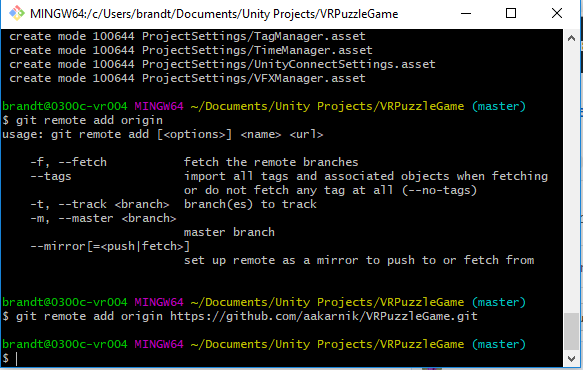 MINGW64:/c/Users/brandt/Documents/Unity Projects/VRPuzzleGame
create mode 100644 ProjectSettings/TagManager.asset
create mode 100644 ProjectSettings/TimeManager.asset
create mode 100644 ProjectSettings/UnityConnectSettings.asset
create mode 100644 ProjectSettings/VFXManager.asset
brandt@0300c-vr004 MINGW64 ~/Documents/Unity Projects/VRPuzzleGame (master)
$ git remote add origin
usage: git remote add [<options>] <name> <url>
-f, --fetch fetch the remote branches
--tags import all tags and associated objects when fetching
or do not fetch any tag at all (--no-tags)
-t, --track <branch> branch(es) to track
-m, --master <branch>
master branch
--mirror[=<push|fetch>]
set up remote as a mirror to push to or fetch from
brandt@0300c-vr004 MINGW64 ~/Documents/Unity Projects/VRPuzzleGame (master)
$ git remote add origin https://github.com/aakarnik/VRPuzzleGame.git
brandt@0300c-vr004 MINGW64 ~/Documents/Unity Projects/VRPuzzleGame (master)
$